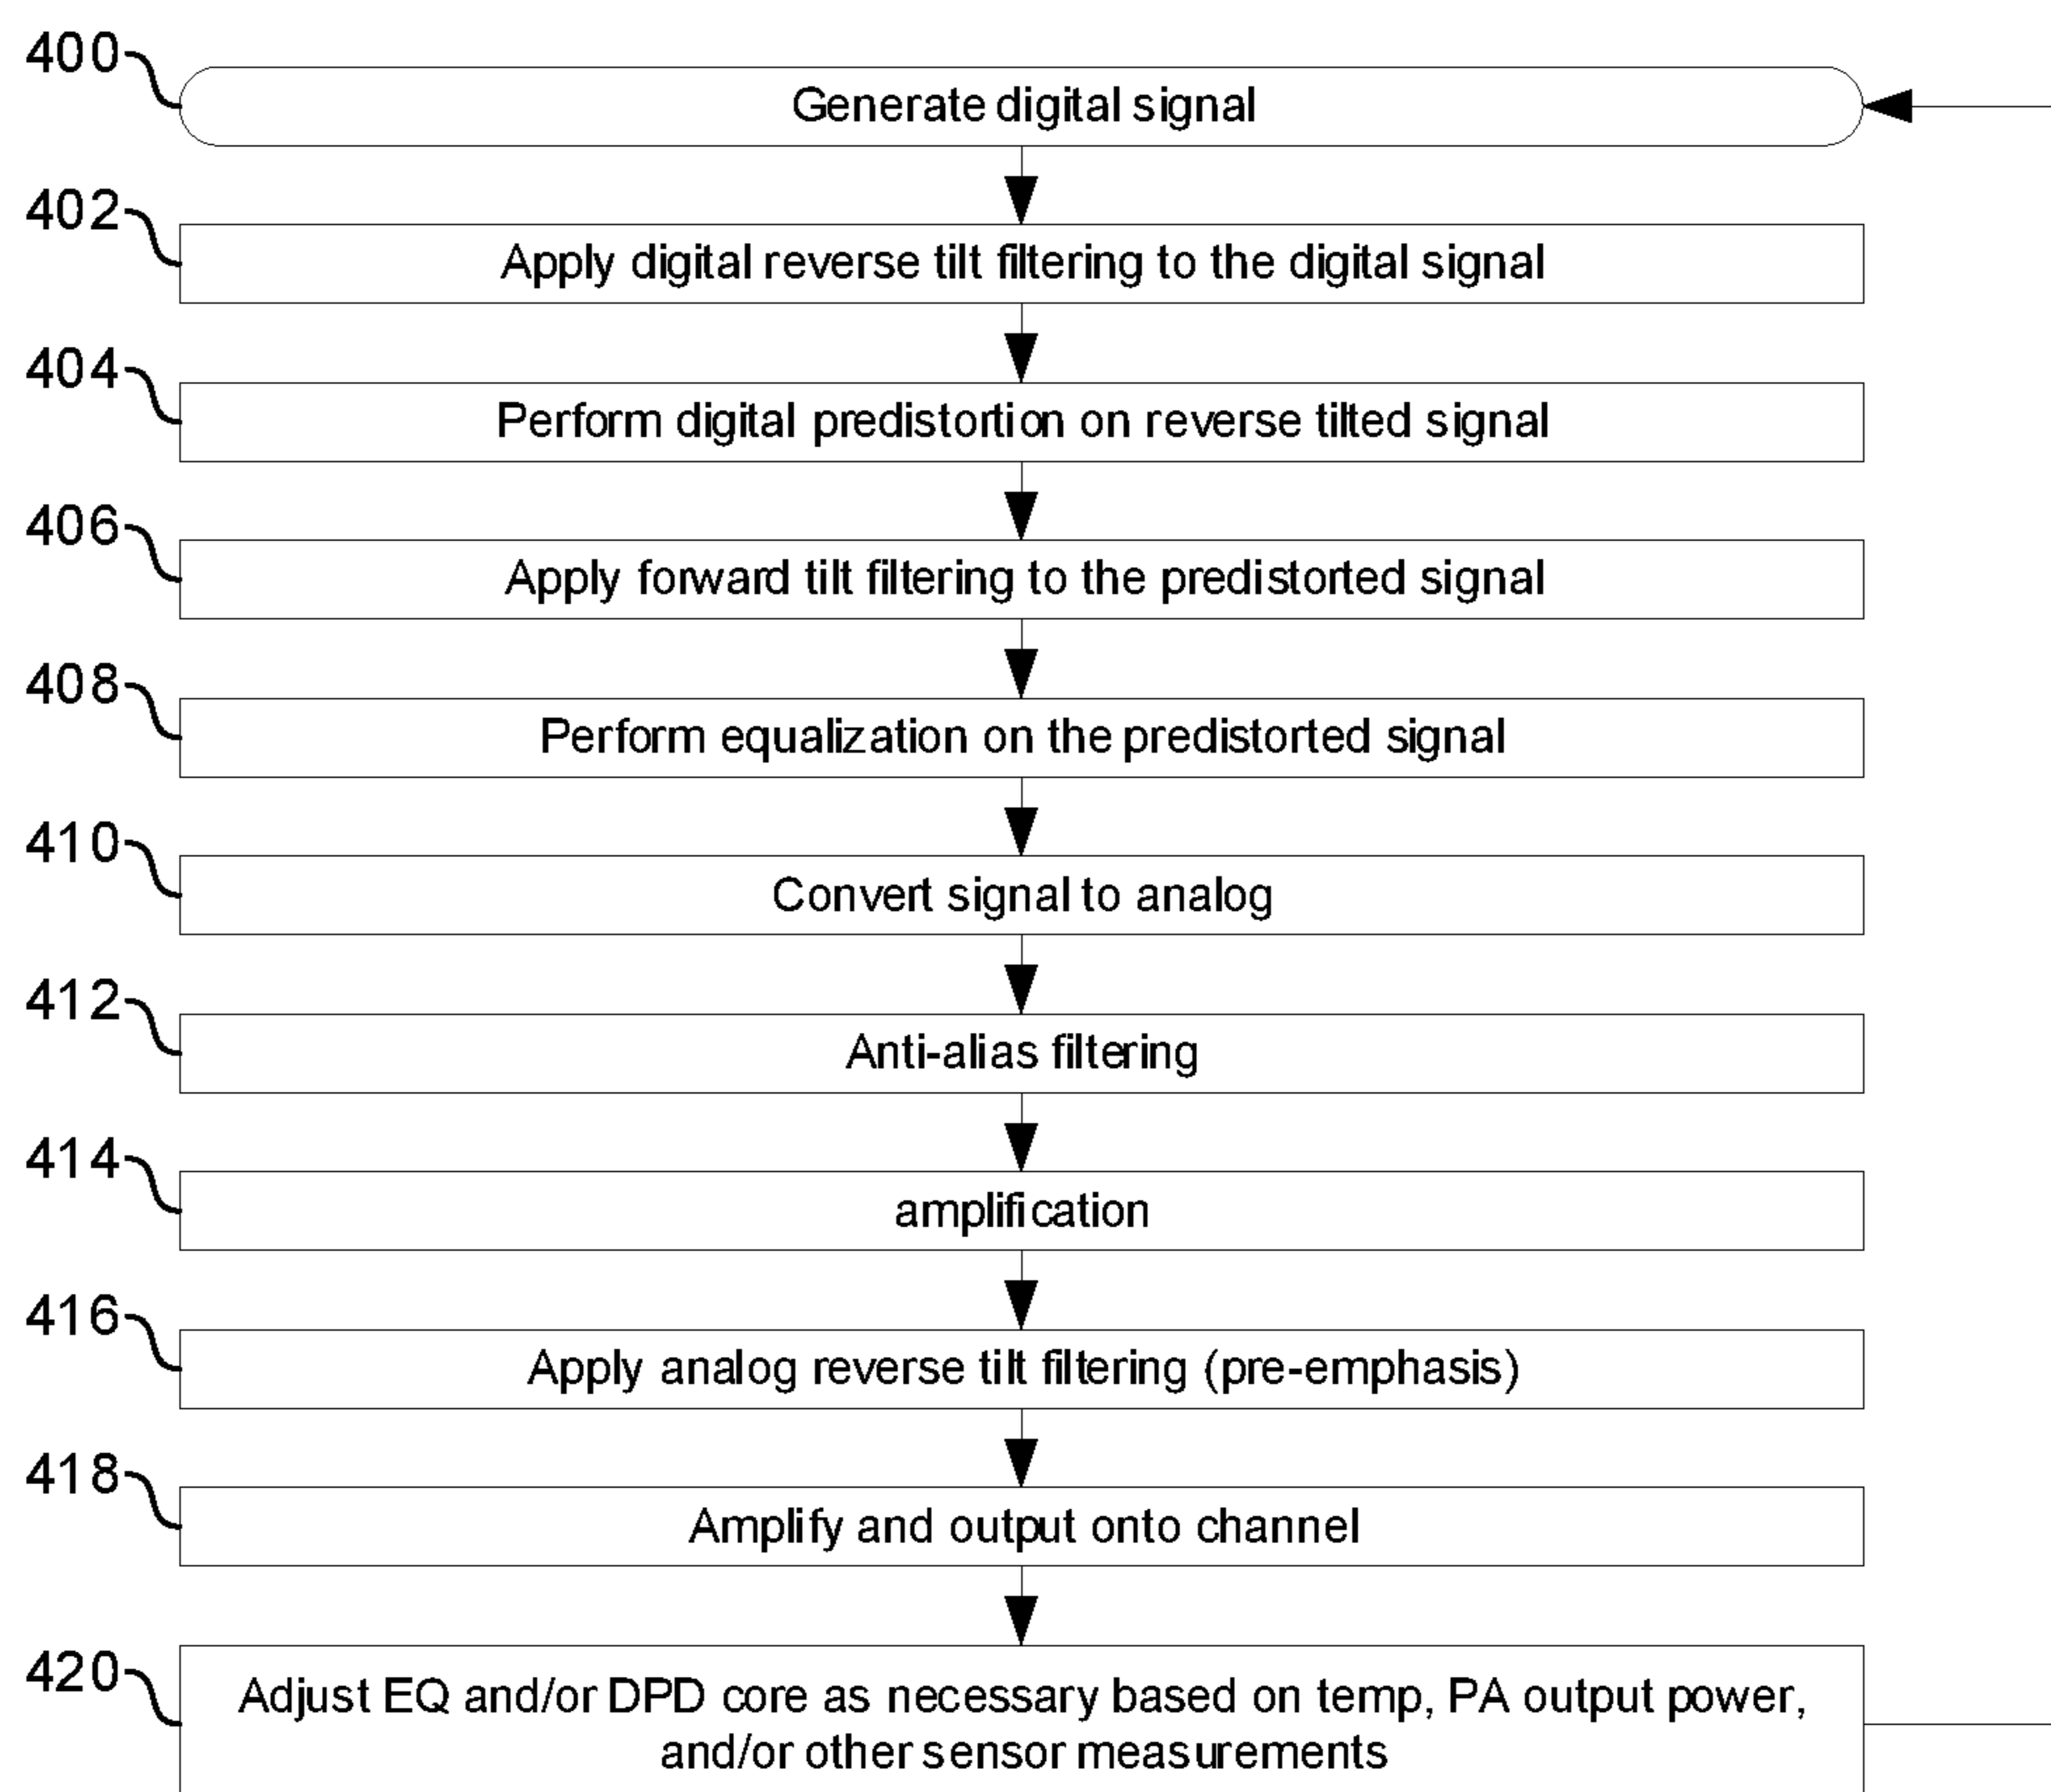 400
Generate digital signal
402
Apply digital reverse tilt filtering to the digital signal
404
Perform digital predistortion on reverse tilted signal
406
Apply forward tilt filtering to the predistorted signal
408
Perform equalization on the predistorted signal
410
Convert signal to analog
412
Anti-alias filtering
414
amplification
416
Apply analog reverse tilt filtering (pre-emphasis)
418
Amplify and output onto channel
420
Adjust EQ and/or DPD core as necessary based on temp, PA output power,
and/or other sensor measurements